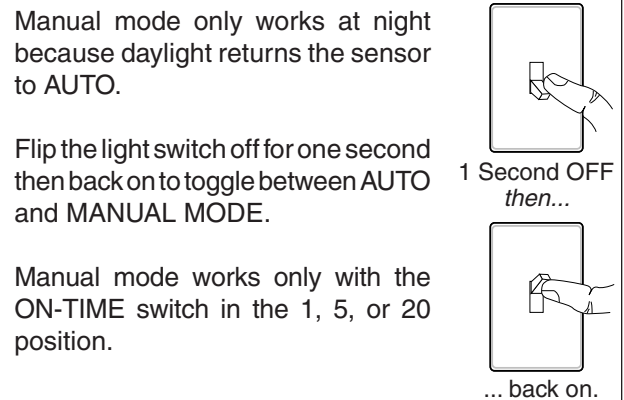 Manual mode only works at night
because daylight returns the sensor
to AUTO.
Flip the light switch off for one second
then back on to toggle between AUTO
and MANUAL MODE.
Manual mode works only with the
ON-TIME switch in the 1, 5, or 20
position.
1 Second OFF
then...
... back on.